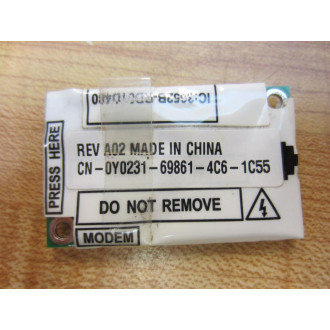 PRESS HERE
REV A02 MADE IN CHINA
CN-0Y0231-69861-4C6-1C55
DO NOT REMOVE
MODEM